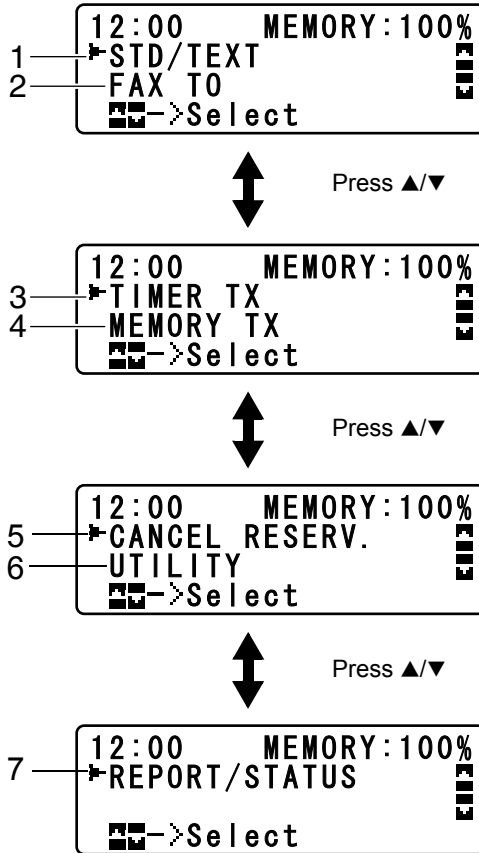 12:00 MEMORY:100%
1 STD/TEXT
2 FAX TO
▲▼->Select
Press ▲/▼
12:00 MEMORY:100%
3 TIMER TX
4 MEMORY TX
▲▼->Select
Press ▲/▼
12:00 MEMORY:100%
5 CANCEL RESERV.
6 UTILITY
▲▼->Select
Press ▲/▼
12:00 MEMORY:100%
7 REPORT/STATUS
▲▼->Select